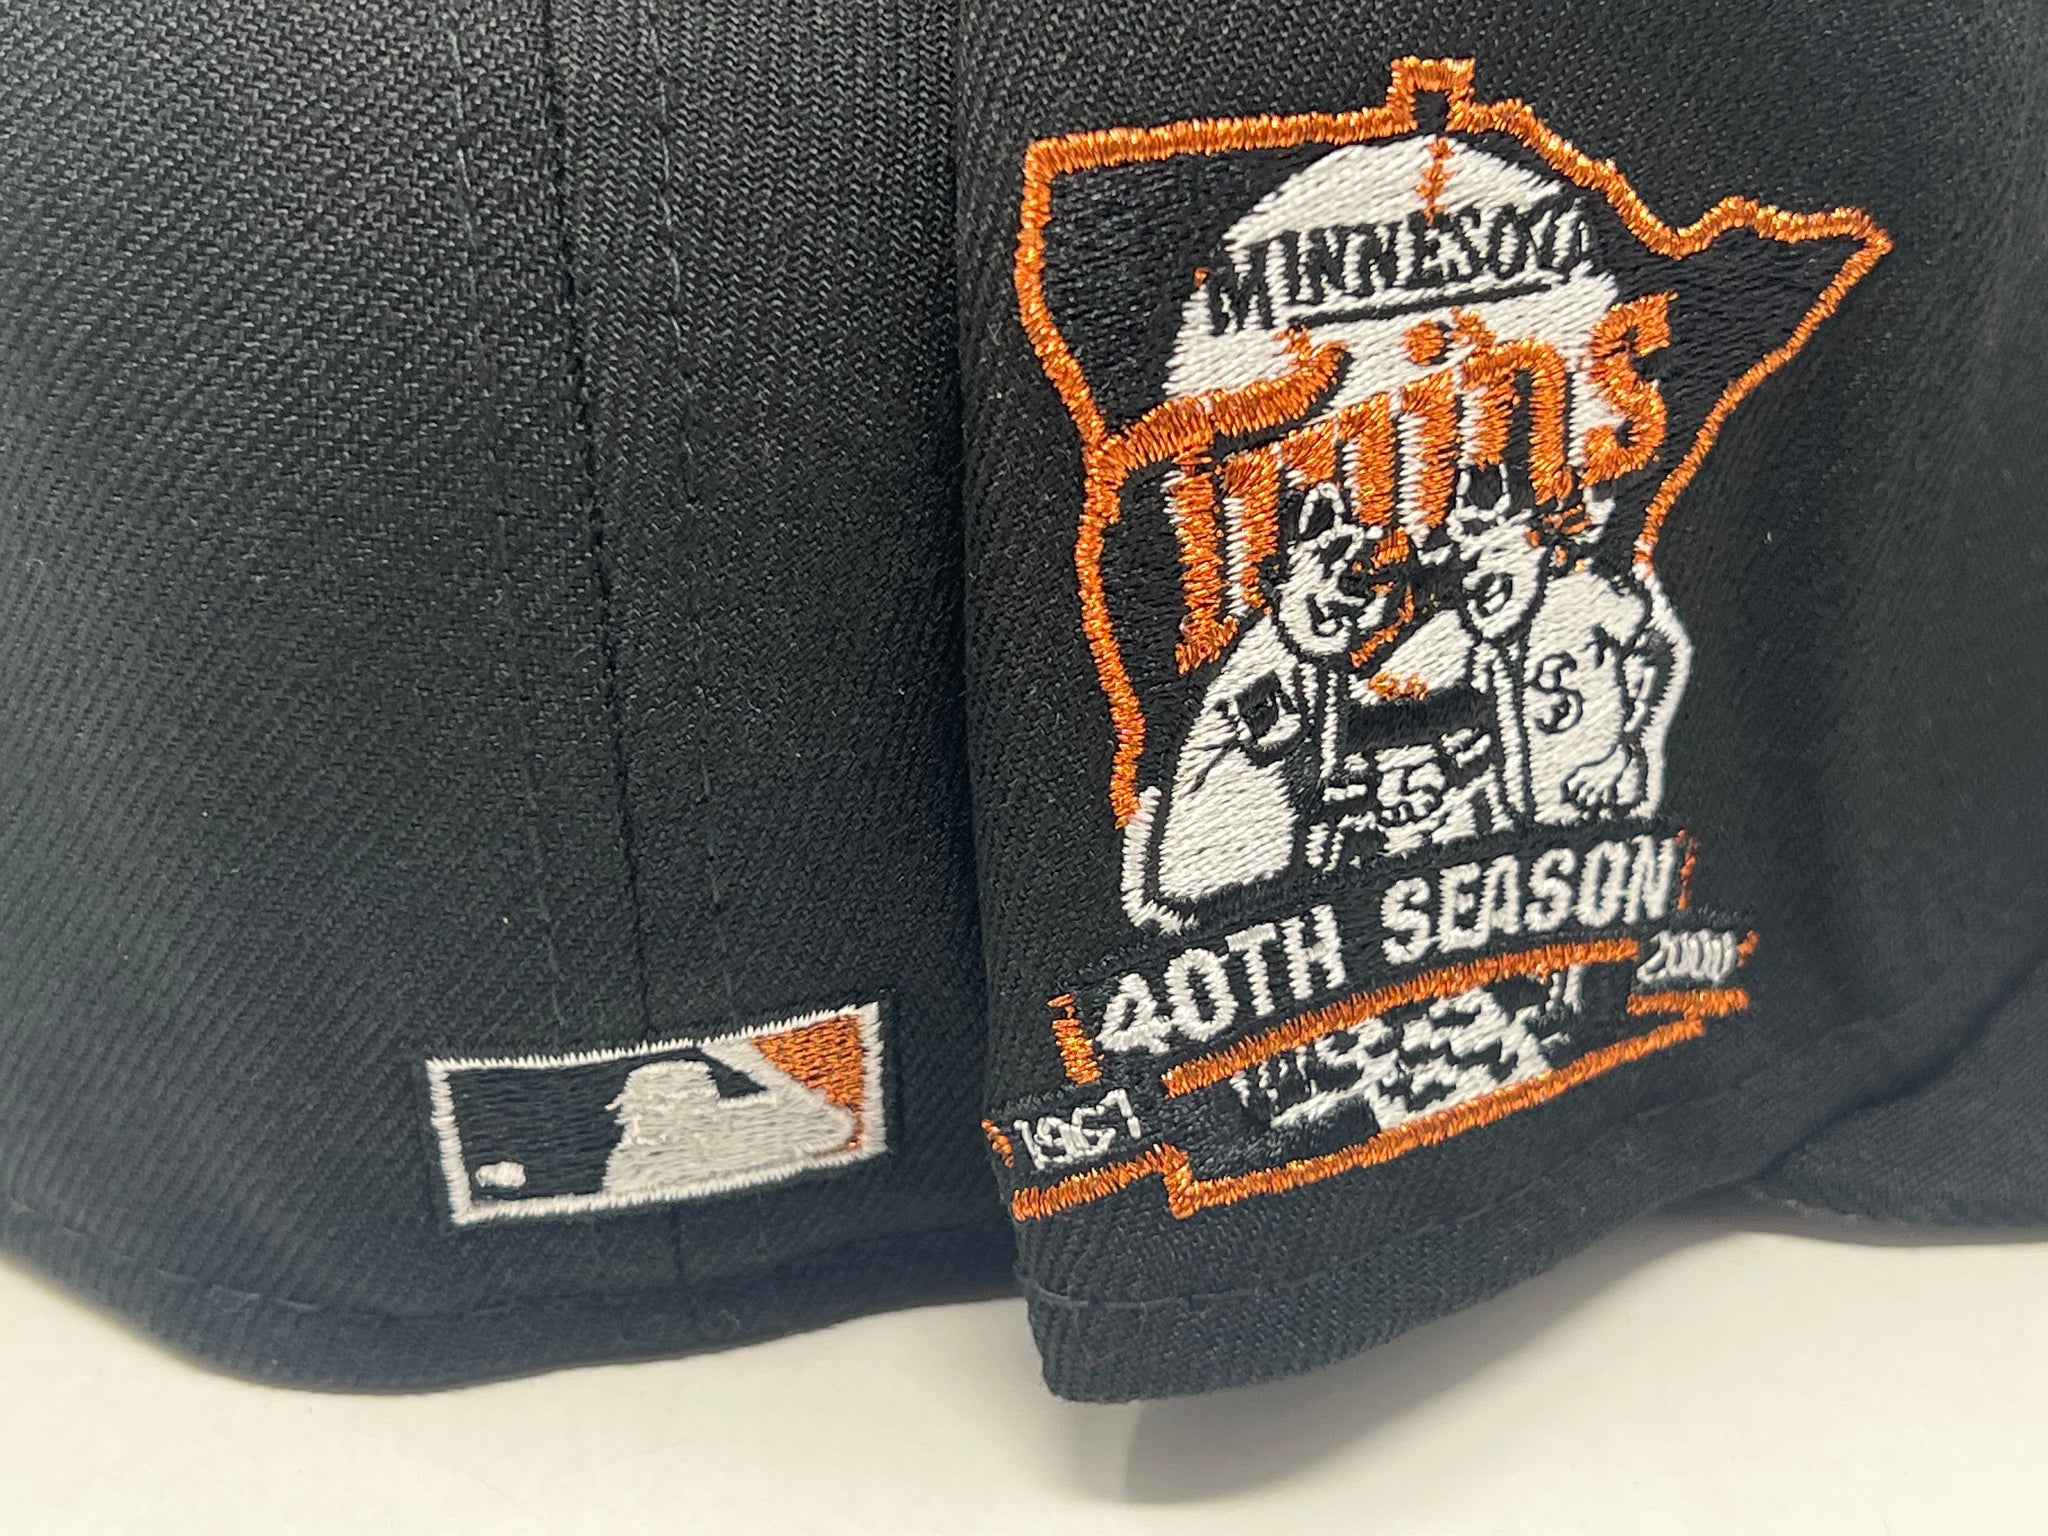 MINNESOTA
Twins
40TH SEASON
2000
1961